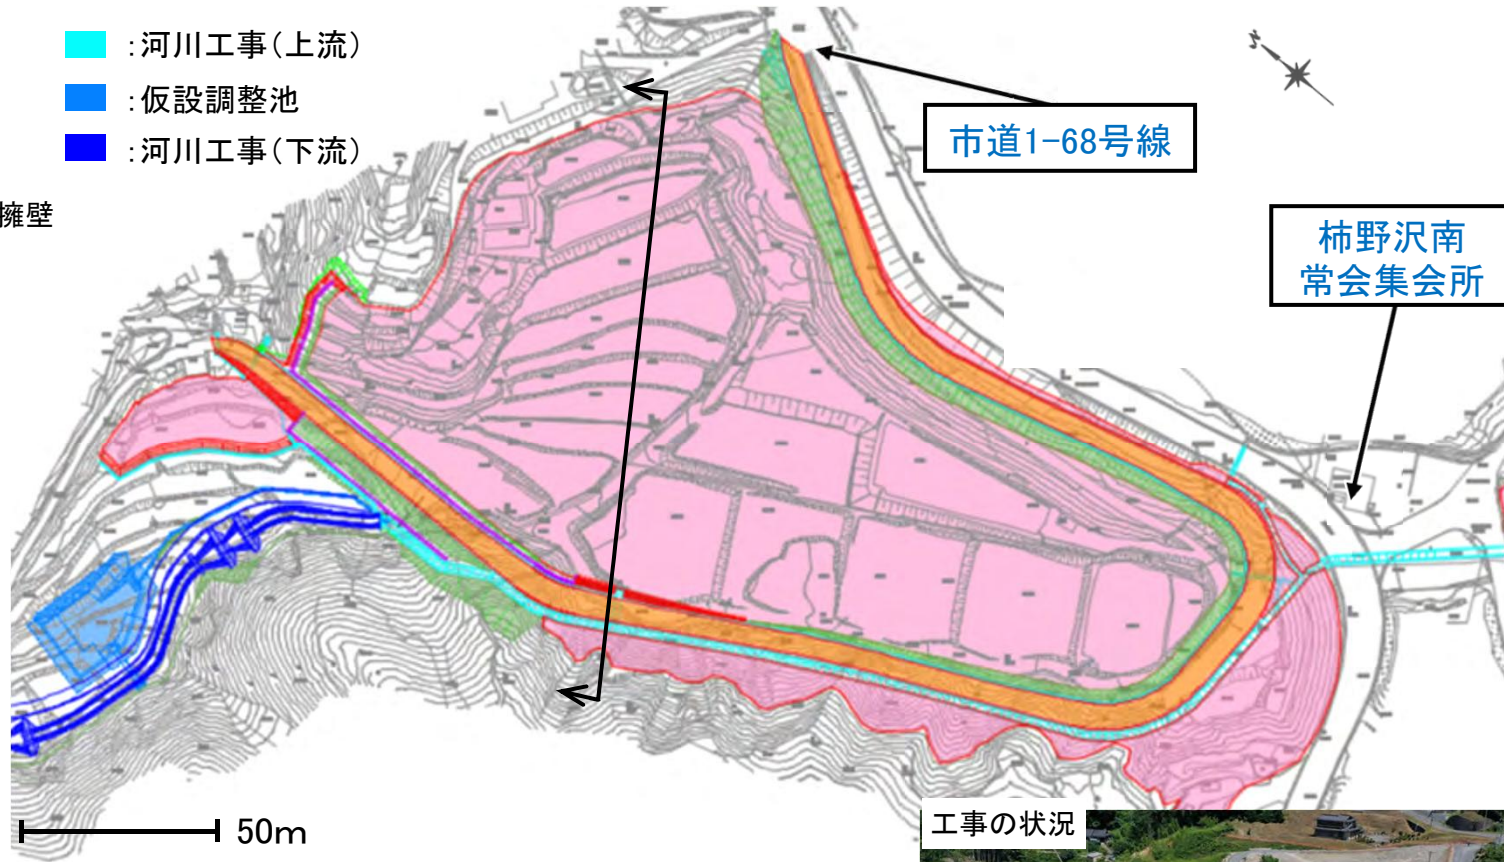 :河川工事(上流)
:仮設調整池
:河川工事(下流)
擁壁
市道1-68号線
柿野沢南
常会集会所
50m
工事の状況